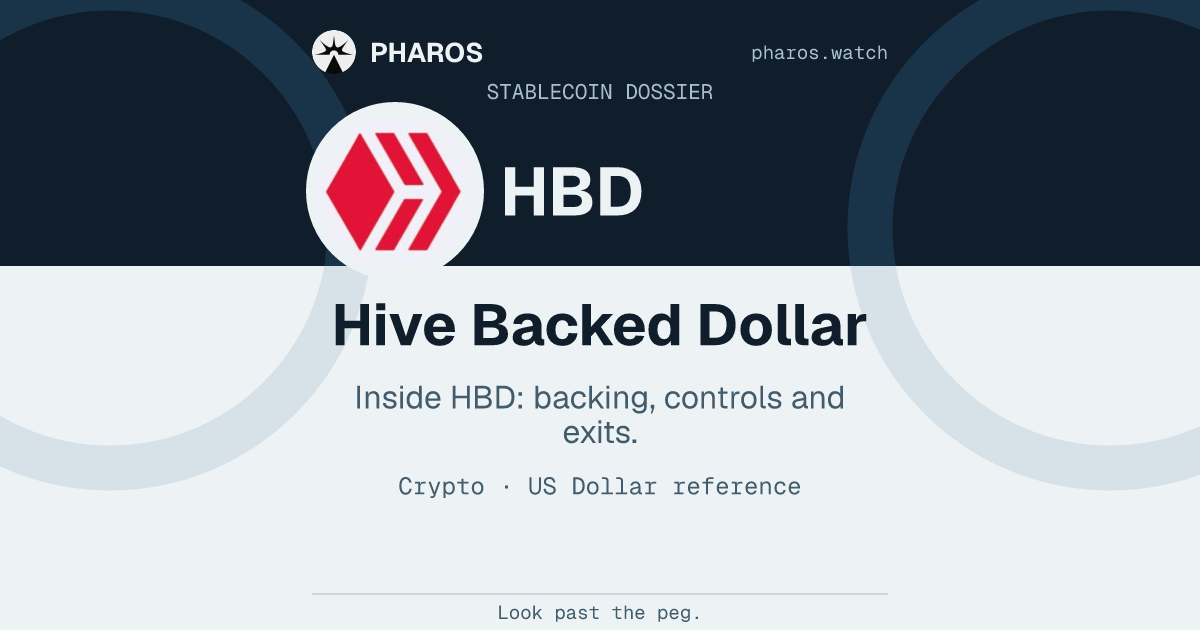 PHAROS
pharos.watch
STABLECOIN DOSSIER
HBD
Hive Backed Dollar
Inside HBD: backing, controls and
exits.
Crypto · US Dollar reference
Look past the peg.